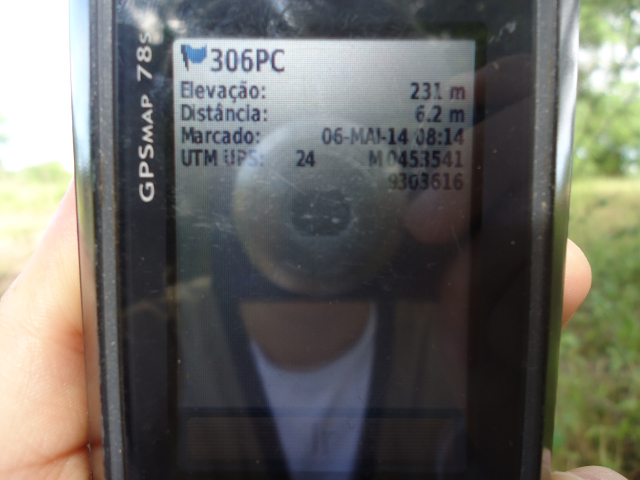 GPSMAP 78s
306PC
Elevação: 231 m
Distância: 6.2 m
Marcado: 06-MAI-14 08:14
UTM UPS: 24 M 0453541
9303616